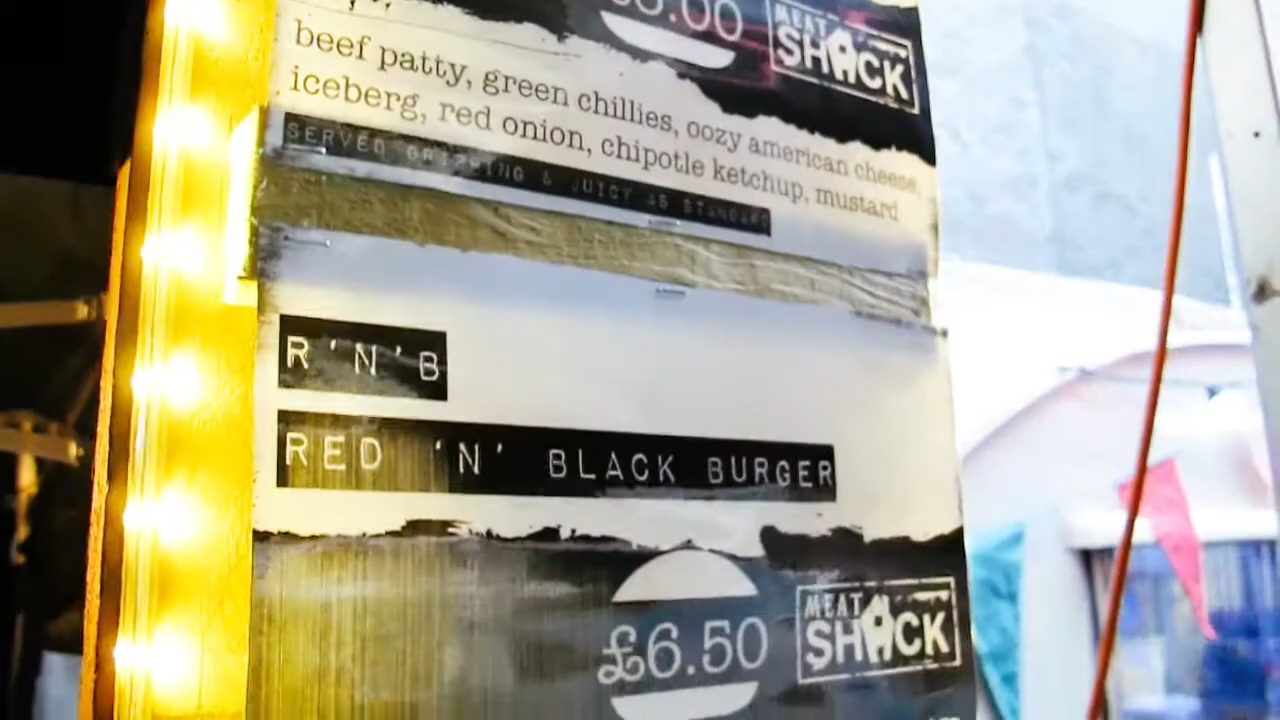 MEAT
SHACK
beef patty, green chillies, oozy american cheese,
iceberg, red onion, chipotle ketchup, mustard
SERVED DRIPPING & JUICY AS STANDARD
R'N'B
RED 'N' BLACK BURGER
£6.50
MEAT
SHACK